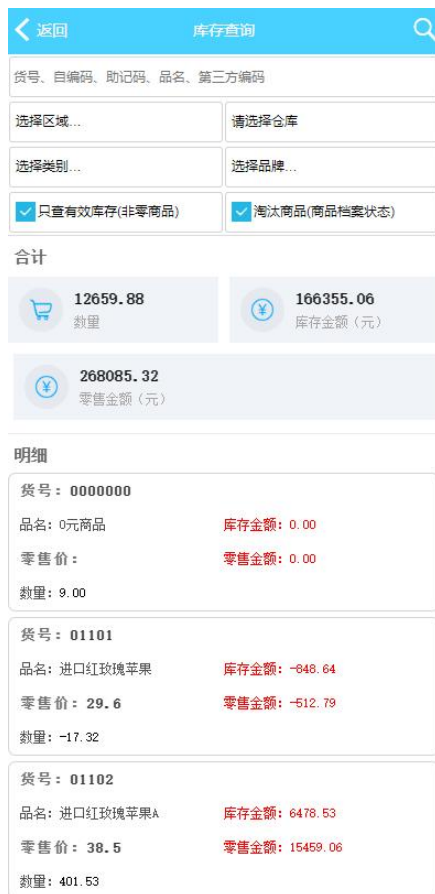 返回 库存查询
货号、自编码、助记码、品名、第三方编码
选择区域... 请选择仓库
选择类别... 选择品牌...
只查有效库存(非零商品) 淘汰商品(商品档案状态)
合计
12659.88 166355.06
数量 库存金额（元）
268085.32
零售金额（元）
明细
货号：0000000
品名：0元商品 库存金额：0.00
零售价： 零售金额：0.00
数量：9.00
货号：01101
品名：进口红玫瑰苹果 库存金额：-848.64
零售价：29.6 零售金额：-512.79
数量：-17.32
货号：01102
品名：进口红玫瑰苹果A 库存金额：6478.53
零售价：38.5 零售金额：15459.06
数量：401.53